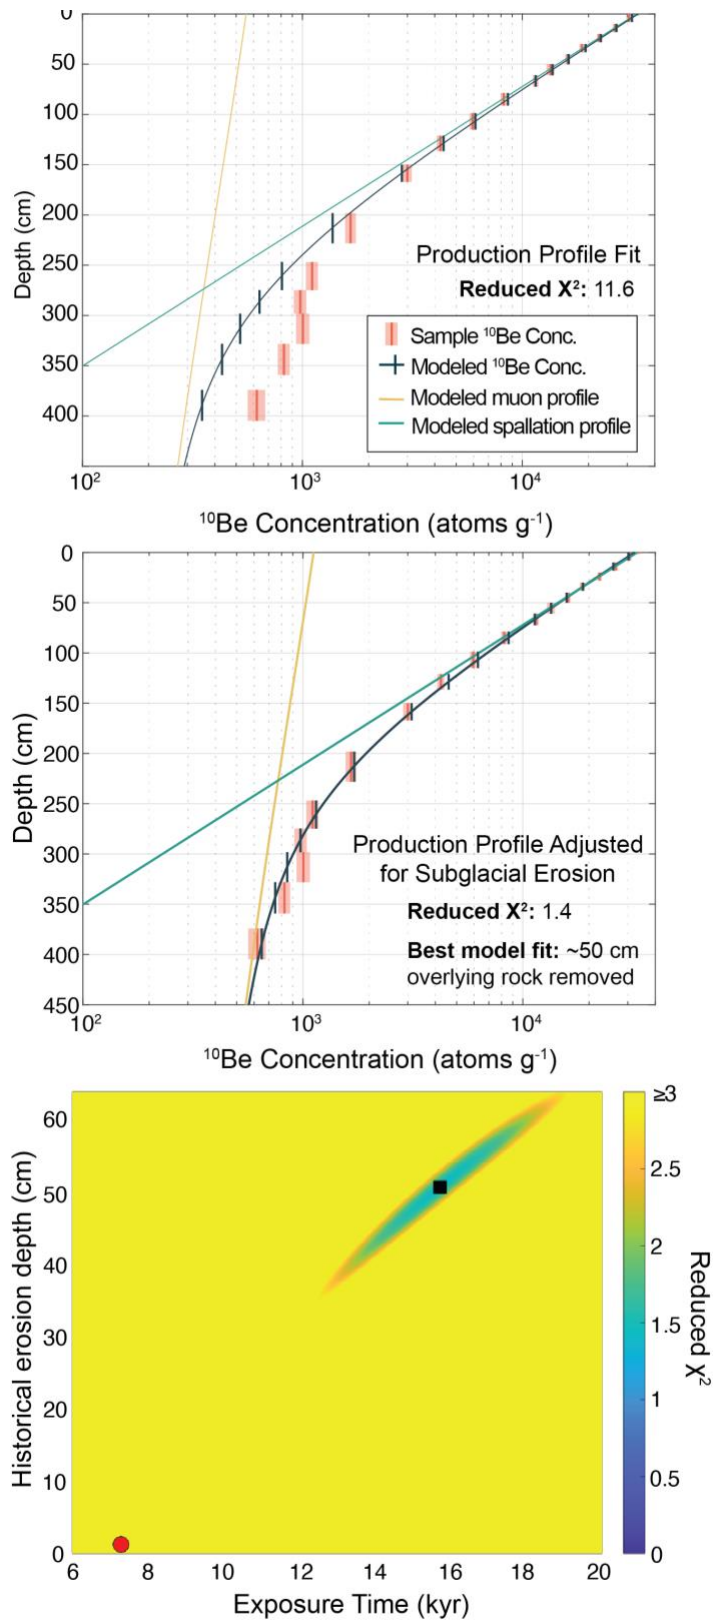 0
50
100
150
200
250
300
350
400
Depth (cm)
Production Profile Fit
Reduced X²: 11.6
Sample ¹⁰Be Conc.
Modeled ¹⁰Be Conc.
Modeled muon profile
Modeled spallation profile
10² 10³ 10⁴
¹⁰Be Concentration (atoms g⁻¹)
0
50
100
150
200
250
300
350
400
450
Depth (cm)
Production Profile Adjusted
for Subglacial Erosion
Reduced X²: 1.4
Best model fit: ~50 cm
overlying rock removed
10² 10³ 10⁴
¹⁰Be Concentration (atoms g⁻¹)
60
50
40
30
20
10
0
Historical erosion depth (cm)
6 8 10 12 14 16 18 20
Exposure Time (kyr)
≥3
2.5
2
1.5
1
0.5
0
Reduced χ²